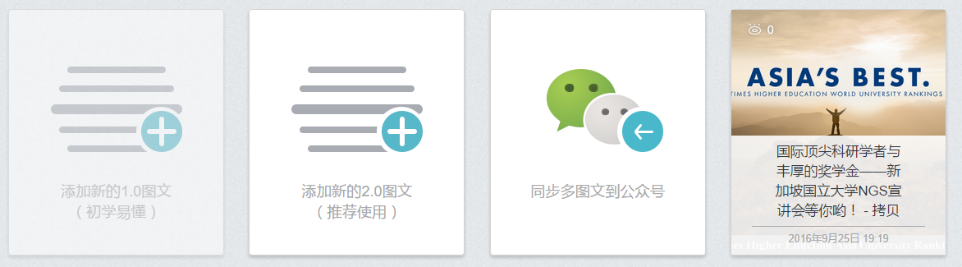 添加新的1.0图文
（初学易懂）
添加新的2.0图文
（推荐使用）
同步多图文到公众号
0
ASIA'S BEST.
TIMES HIGHER EDUCATION WORLD UNIVERSITY RANKINGS
国际顶尖科研学者与
丰厚的奖学金——新
加坡国立大学NGS宣
讲会等你哟！- 拷贝
2016年9月25日 19:19